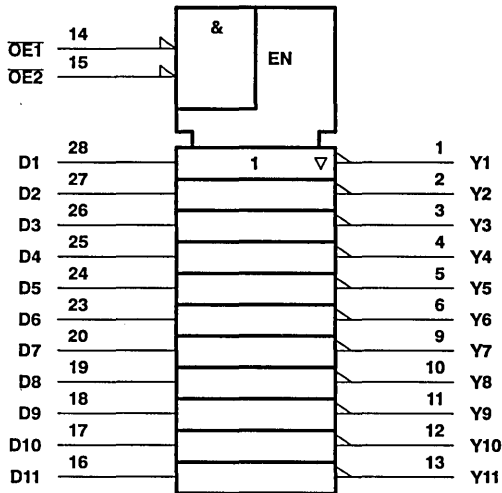 &
OE1 14
EN
OE2 15
D1 28 1 ▽ 1 Y1
D2 27 2 Y2
D3 26 3 Y3
D4 25 4 Y4
D5 24 5 Y5
D6 23 6 Y6
D7 20 9 Y7
D8 19 10 Y8
D9 18 11 Y9
D10 17 12 Y10
D11 16 13 Y11